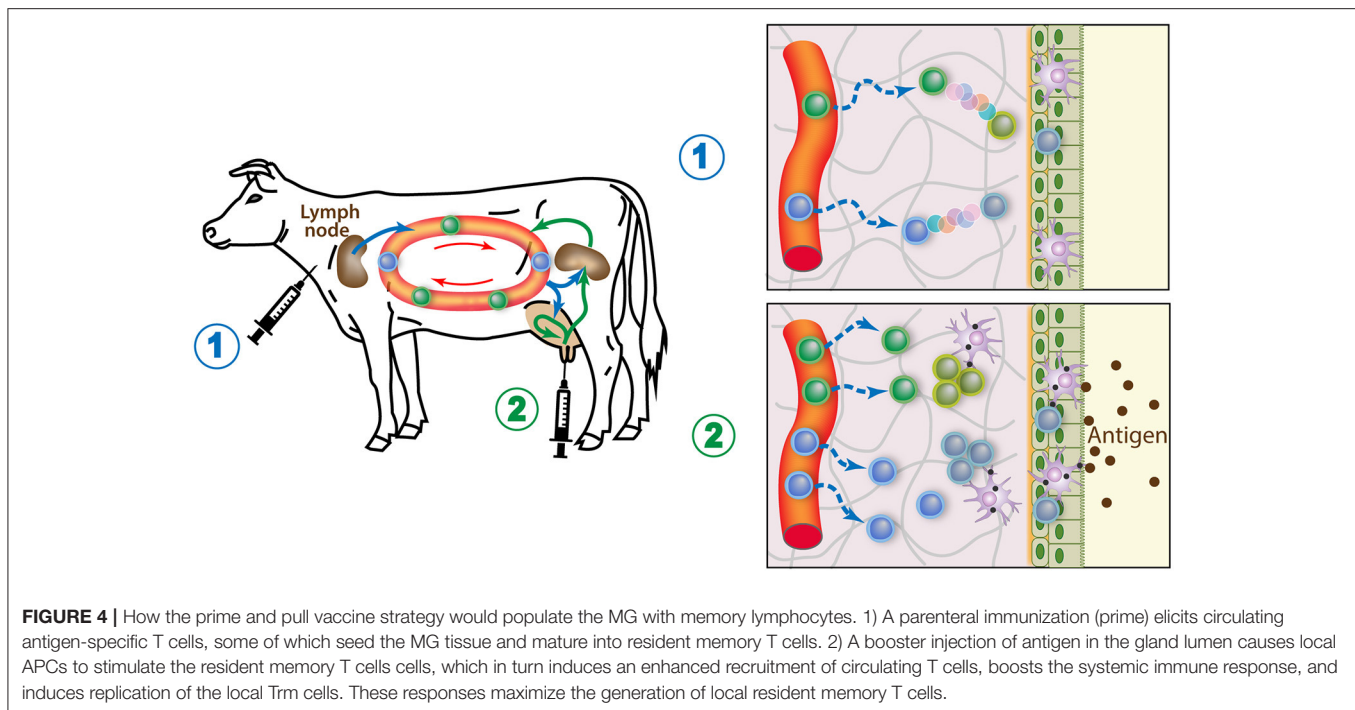 Lymph
node
1
2
1
2
Antigen
FIGURE 4 | How the prime and pull vaccine strategy would populate the MG with memory lymphocytes. 1) A parenteral immunization (prime) elicits circulating
antigen-specific T cells, some of which seed the MG tissue and mature into resident memory T cells. 2) A booster injection of antigen in the gland lumen causes local
APCs to stimulate the resident memory T cells cells, which in turn induces an enhanced recruitment of circulating T cells, boosts the systemic immune response, and
induces replication of the local Trm cells. These responses maximize the generation of local resident memory T cells.